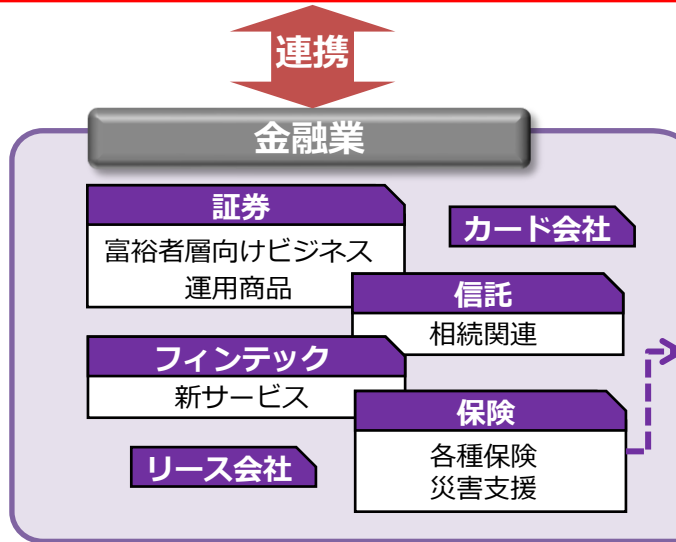 連携
金融業
証券
富裕者層向けビジネス
運用商品
カード会社
信託
相続関連
フィンテック
新サービス
保険
各種保険
災害支援
リース会社